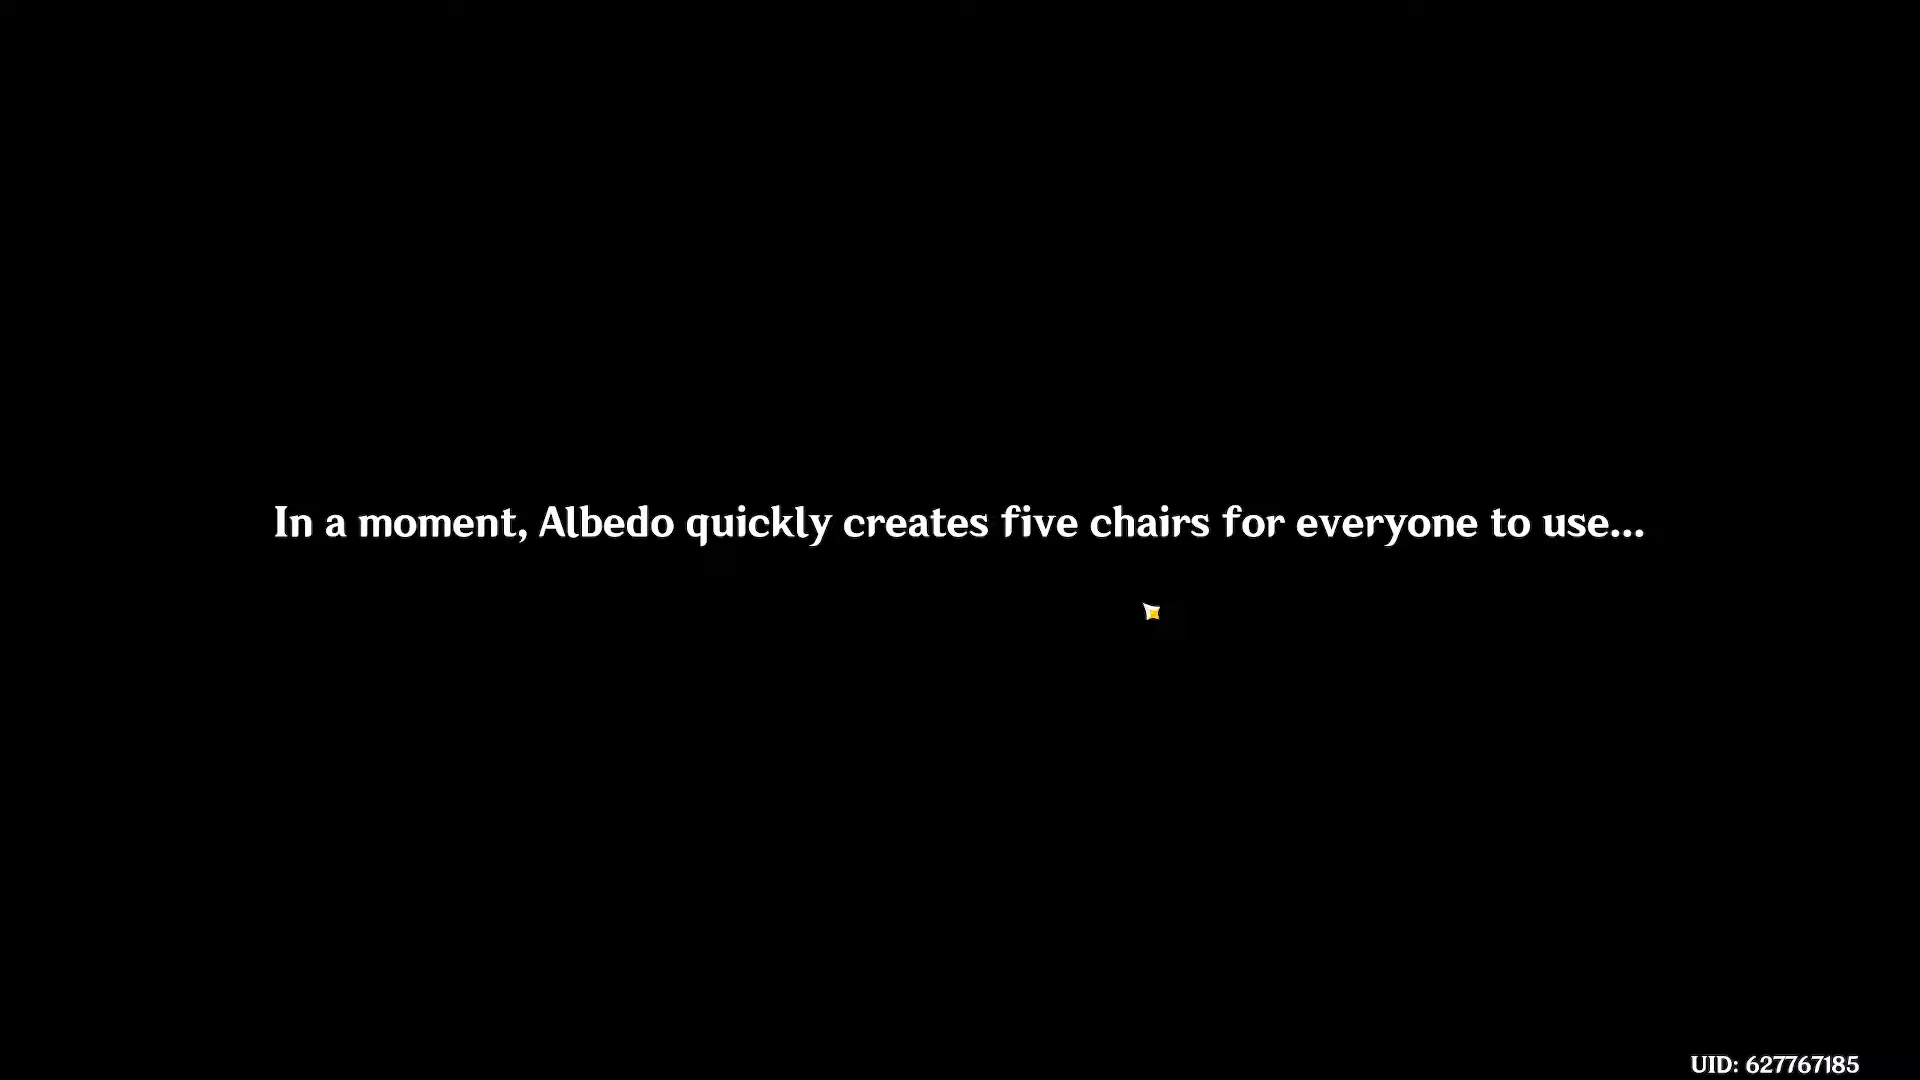 In a moment, Albedo quickly creates five chairs for everyone to use...
UID: 627767185